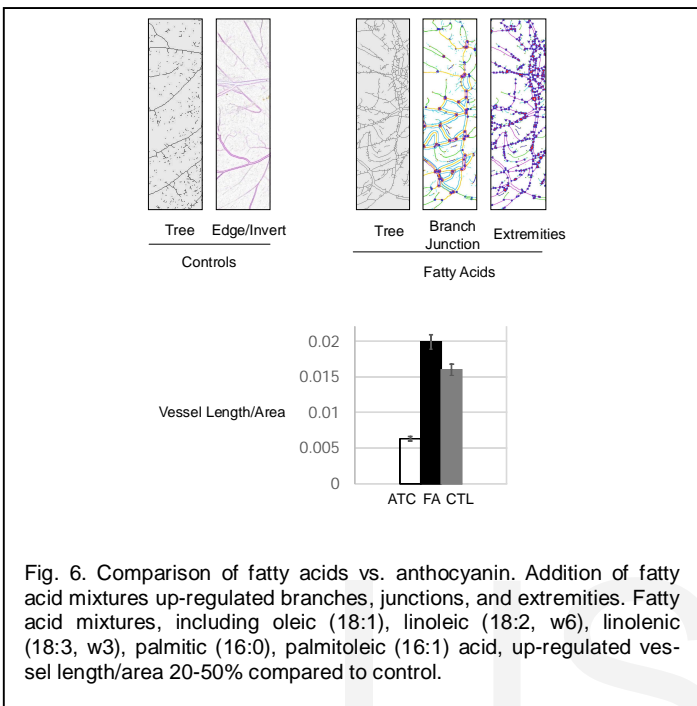 Tree Edge/Invert
Controls
Tree Branch Junction Extremities
Fatty Acids
0.02
0.015
Vessel Length/Area 0.01
0.005
0
ATC FA CTL
Fig. 6. Comparison of fatty acids vs. anthocyanin. Addition of fatty
acid mixtures up-regulated branches, junctions, and extremities. Fatty
acid mixtures, including oleic (18:1), linoleic (18:2, w6), linolenic
(18:3, w3), palmitic (16:0), palmitoleic (16:1) acid, up-regulated ves-
sel length/area 20-50% compared to control.